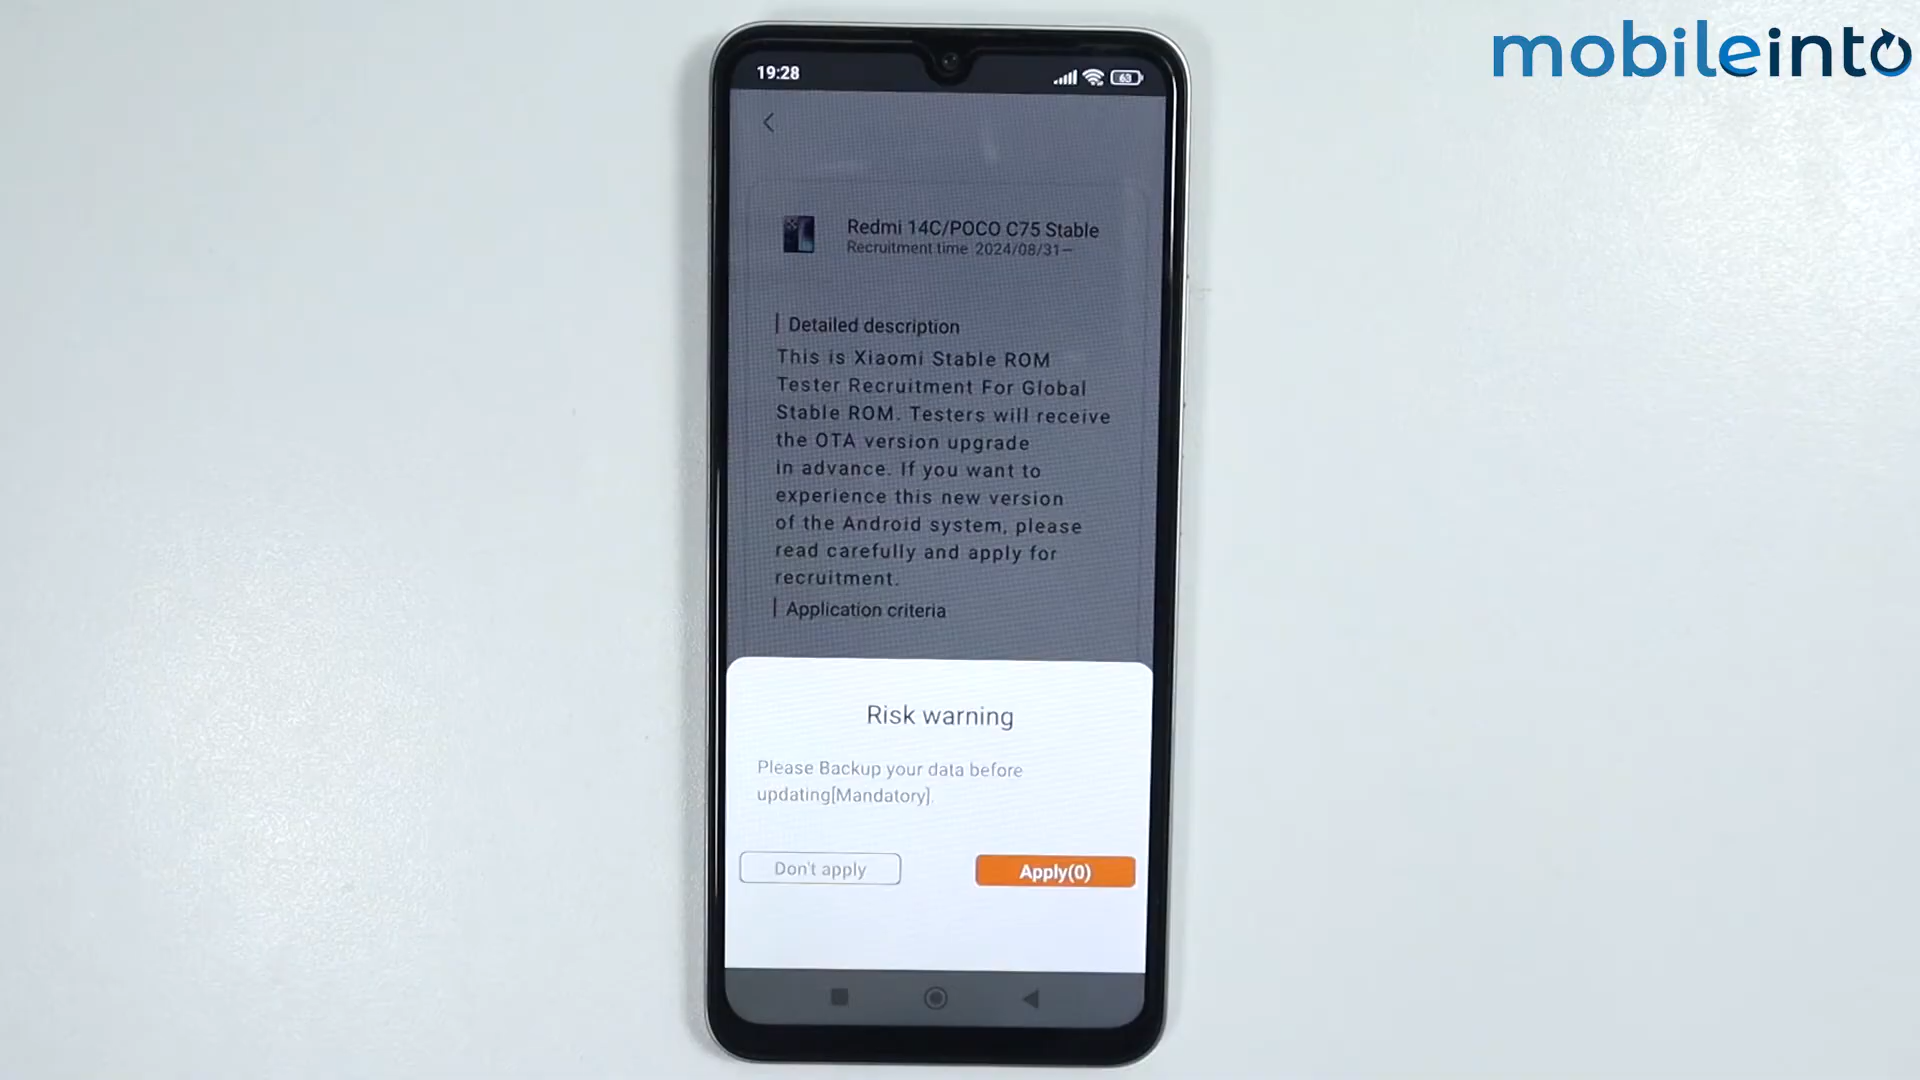 mobileinto
19:28
63
Redmi 14C/POCO C75 Stable
Recruitment time 2024/08/31—
Detailed description
This is Xiaomi Stable ROM
Tester Recruitment For Global
Stable ROM. Testers will receive
the OTA version upgrade
in advance. If you want to
experience this new version
of the Android system, please
read carefully and apply for
recruitment.
Application criteria
Risk warning
Please Backup your data before
updating[Mandatory].
Don't apply
Apply(0)